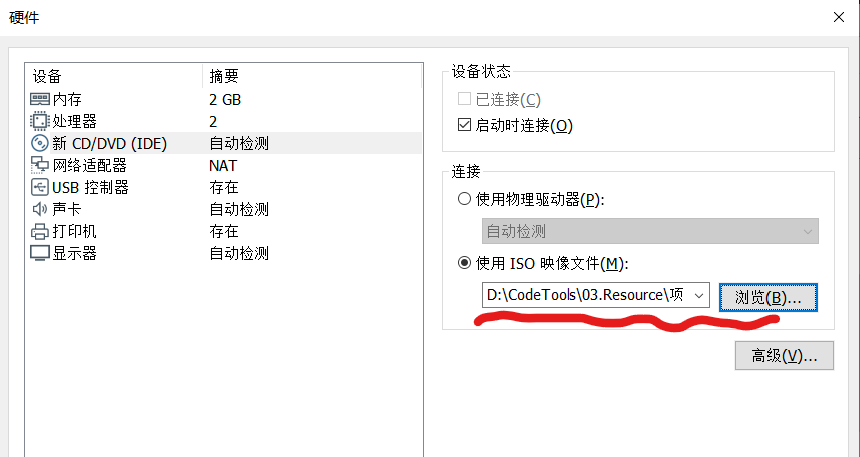 硬件
设备 摘要
内存 2 GB
处理器 2
新 CD/DVD (IDE) 自动检测
网络适配器 NAT
USB 控制器 存在
声卡 自动检测
打印机 存在
显示器 自动检测
设备状态
已连接(C)
启动时连接(O)
连接
使用物理驱动器(P):
自动检测
使用 ISO 映像文件(M):
D:\CodeTools\03.Resource\项
浏览(B)...
高级(V)...